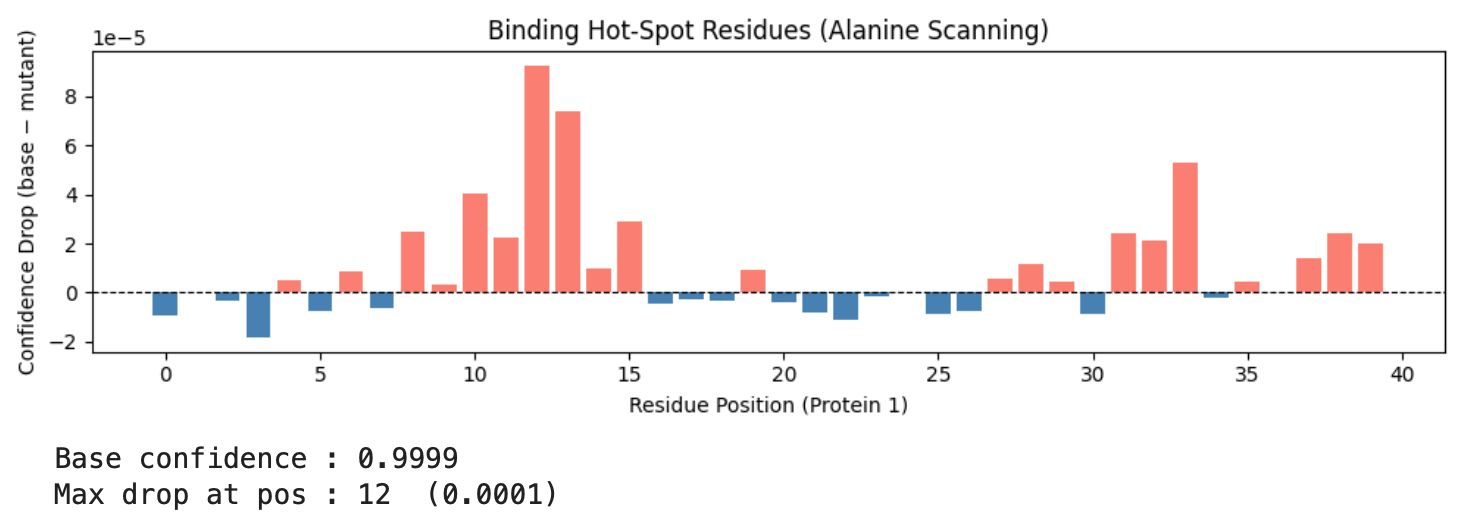 Binding Hot-Spot Residues (Alanine Scanning)
1e−5
Confidence Drop (base − mutant)
8
6
4
2
0
−2
0 5 10 15 20 25 30 35 40
Residue Position (Protein 1)
Base confidence : 0.9999
Max drop at pos : 12  (0.0001)